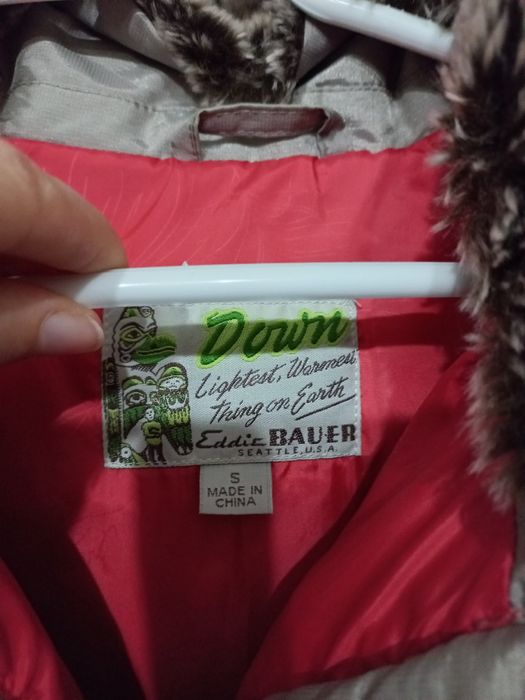 Down
Lightest, Warmest
Thing on Earth
Eddie BAUER
SEATTLE, U.S.A.
S
MADE IN
CHINA